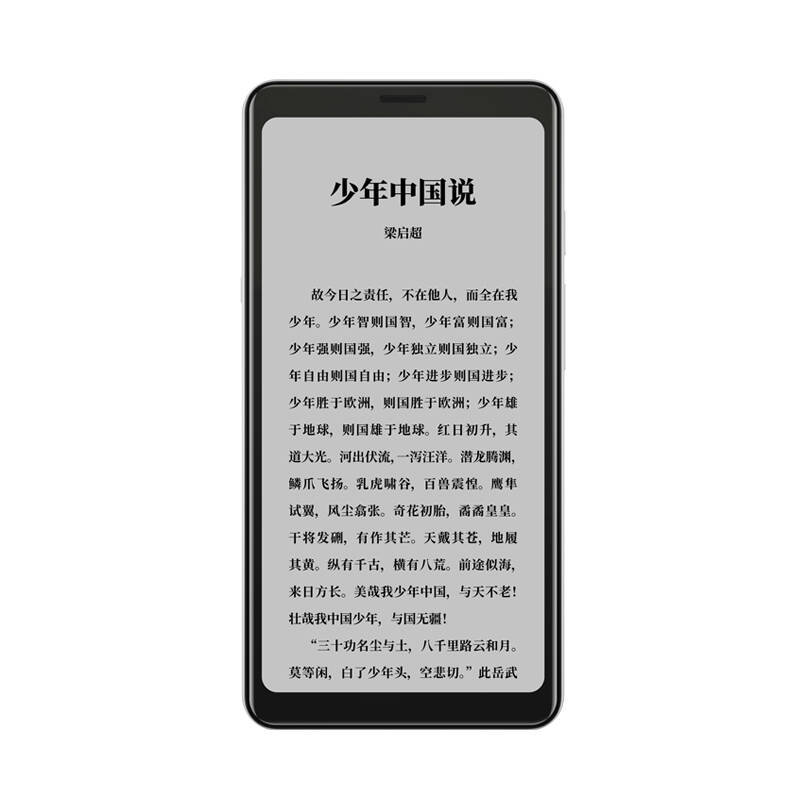 少年中国说
梁启超
故今日之责任，不在他人，而全在我
少年。少年智则国智，少年富则国富；
少年强则国强，少年独立则国独立；少
年自由则国自由；少年进步则国进步；
少年胜于欧洲，则国胜于欧洲；少年雄
于地球，则国雄于地球。红日初升，其
道大光。河出伏流，一泻汪洋。潜龙腾渊，
鳞爪飞扬。乳虎啸谷，百兽震惶。鹰隼
试翼，风尘翕张。奇花初胎，矞矞皇皇。
干将发硎，有作其芒。天戴其苍，地履
其黄。纵有千古，横有八荒。前途似海，
来日方长。美哉我少年中国，与天不老！
壮哉我中国少年，与国无疆！
“三十功名尘与土，八千里路云和月。
莫等闲，白了少年头，空悲切。”此岳武